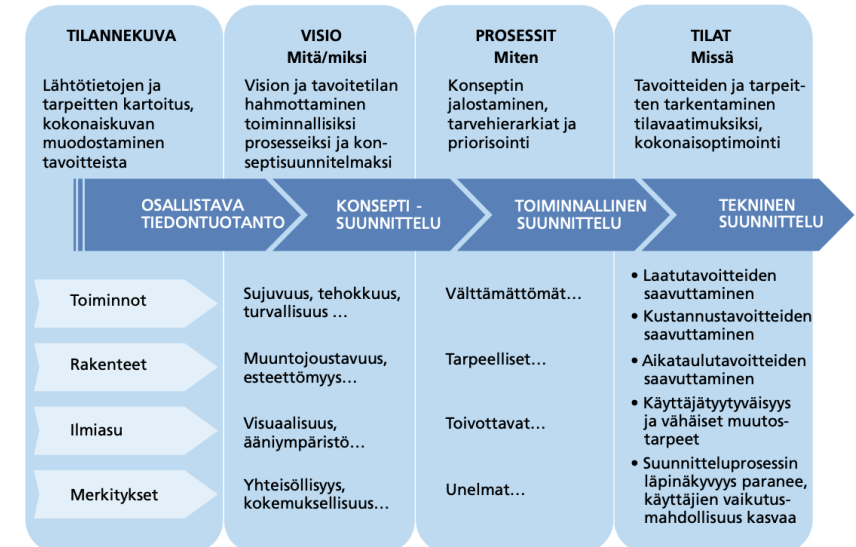 TILANNEKUVA
Lähtötietojen ja
tarpeitten kartoitus,
kokonaiskuvan
muodostaminen
tavoitteista
VISIO
Mitä/miksi
Vision ja tavoitetilan
hahmottaminen
toiminnallisiksi
prosesseiksi ja kon-
septisuunnitelmaksi
PROSESSIT
Miten
Konseptin
jalostaminen,
tarvehierarkiat ja
priorisointi
TILAT
Missä
Tavoitteiden ja tarpeit-
ten tarkentaminen
tilavaatimuksiksi,
kokonaisoptimointi
OSALLISTAVA
TIEDONTUOTANTO
KONSEPTI -
SUUNNITTELU
TOIMINNALLINEN
SUUNNITTELU
TEKNINEN
SUUNNITTELU
Toiminnot
Rakenteet
Ilmiasu
Merkitykset
Sujuvuus, tehokkuus,
turvallisuus ...
Muuntojoustavuus,
esteettömyys...
Visuaalisuus,
ääniympäristö...
Yhteisöllisyys,
kokemuksellisuus...
Välttämättömät...
Tarpeelliset...
Toivottavat...
Unelmat...
• Laatutavoitteiden
saavuttaminen
• Kustannustavoitteiden
saavuttaminen
• Aikataulutavoitteiden
saavuttaminen
• Käyttäjätyytyväisyys
ja vähäiset muutos-
tarpeet
• Suunnitteluprosessin
läpinäkyvyys paranee,
käyttäjien vaikutus-
mahdollisuus kasvaa